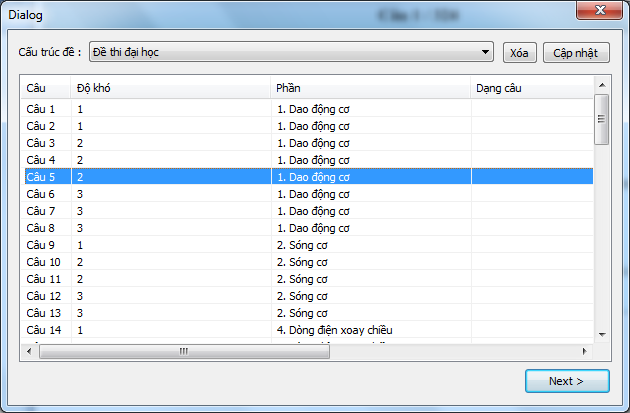 Dialog
Cấu trúc đề : Đề thi đại học Xóa Cập nhật
Câu Độ khó Phần Dạng câu
Câu 1 1 1. Dao động cơ
Câu 2 1 1. Dao động cơ
Câu 3 2 1. Dao động cơ
Câu 4 2 1. Dao động cơ
Câu 5 2 1. Dao động cơ
Câu 6 3 1. Dao động cơ
Câu 7 3 1. Dao động cơ
Câu 8 3 1. Dao động cơ
Câu 9 1 2. Sóng cơ
Câu 10 2 2. Sóng cơ
Câu 11 2 2. Sóng cơ
Câu 12 3 2. Sóng cơ
Câu 13 3 2. Sóng cơ
Câu 14 1 4. Dòng điện xoay chiều
Next >